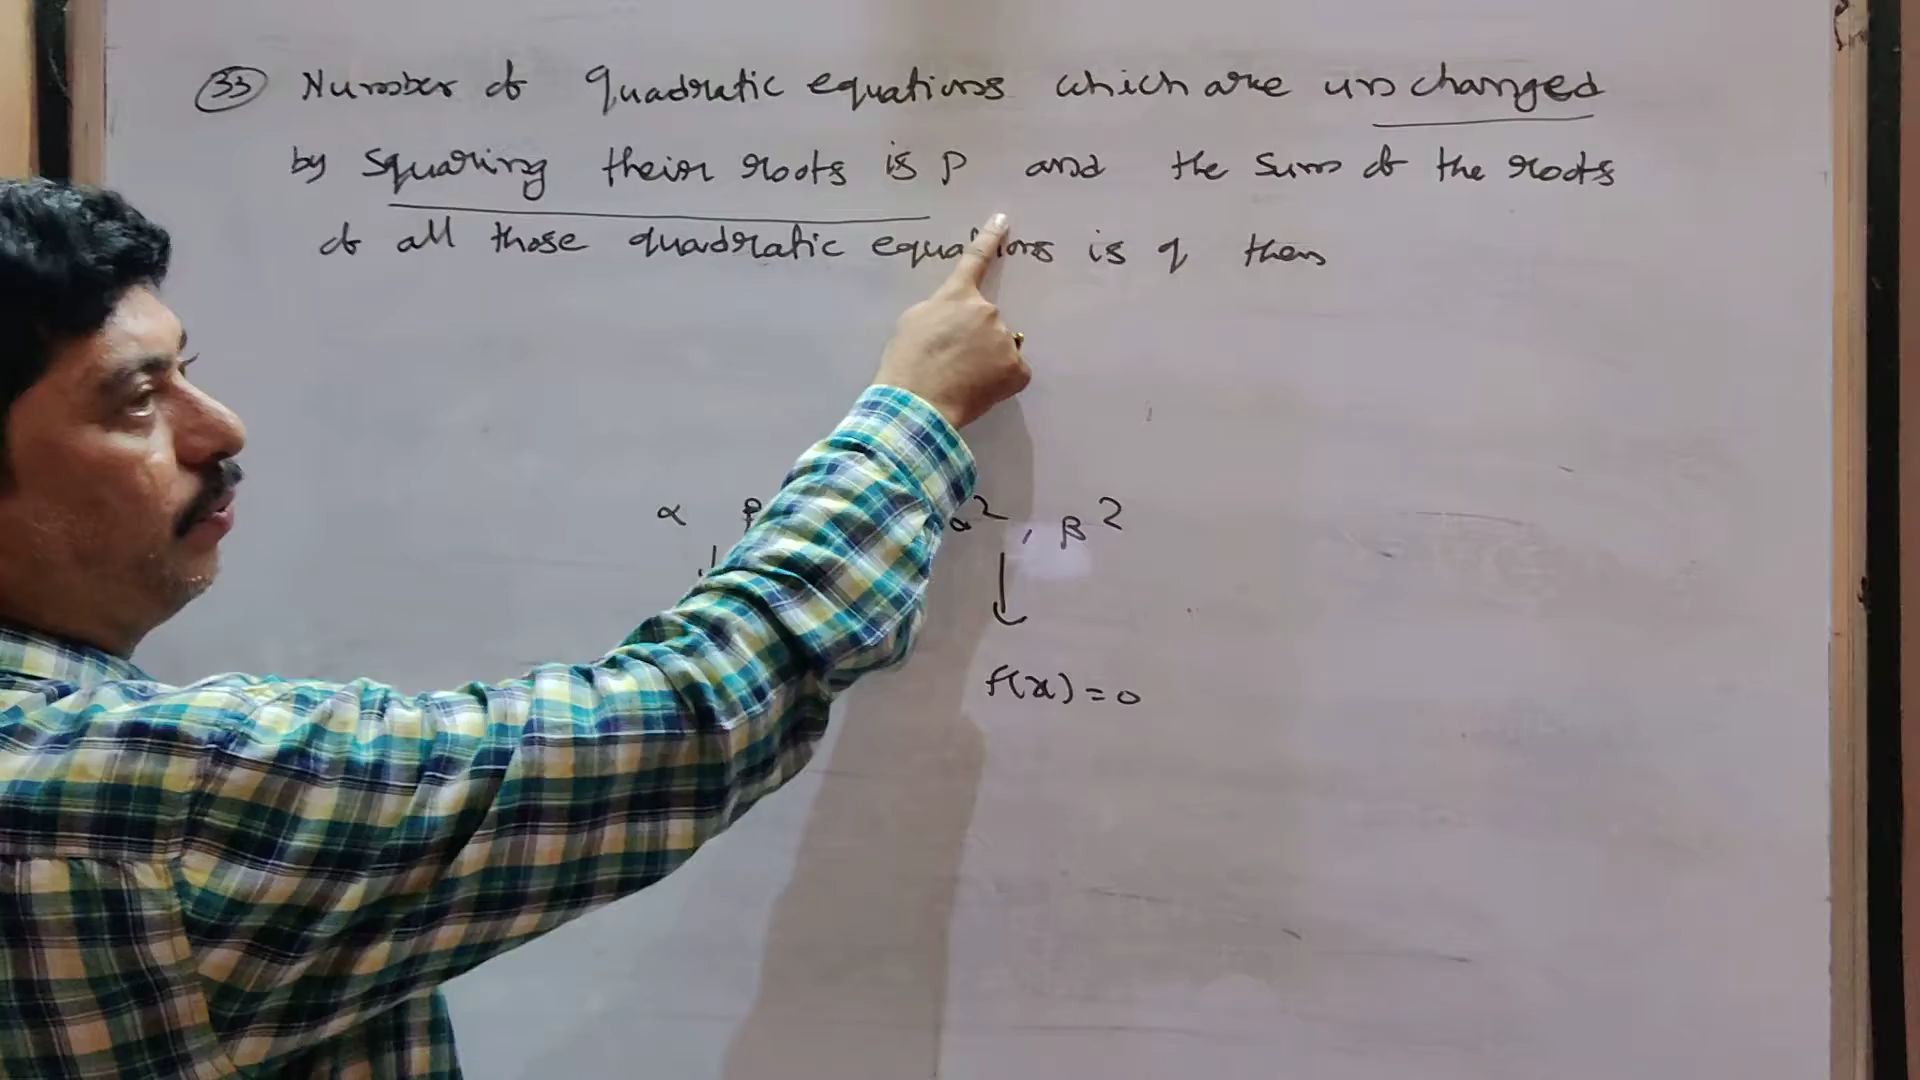 33 Number of quadratic equations which are unchanged
by squaring their roots is p and the sum of the roots
of all those quadratic equations is q then
α β α², β²
f(x)=0